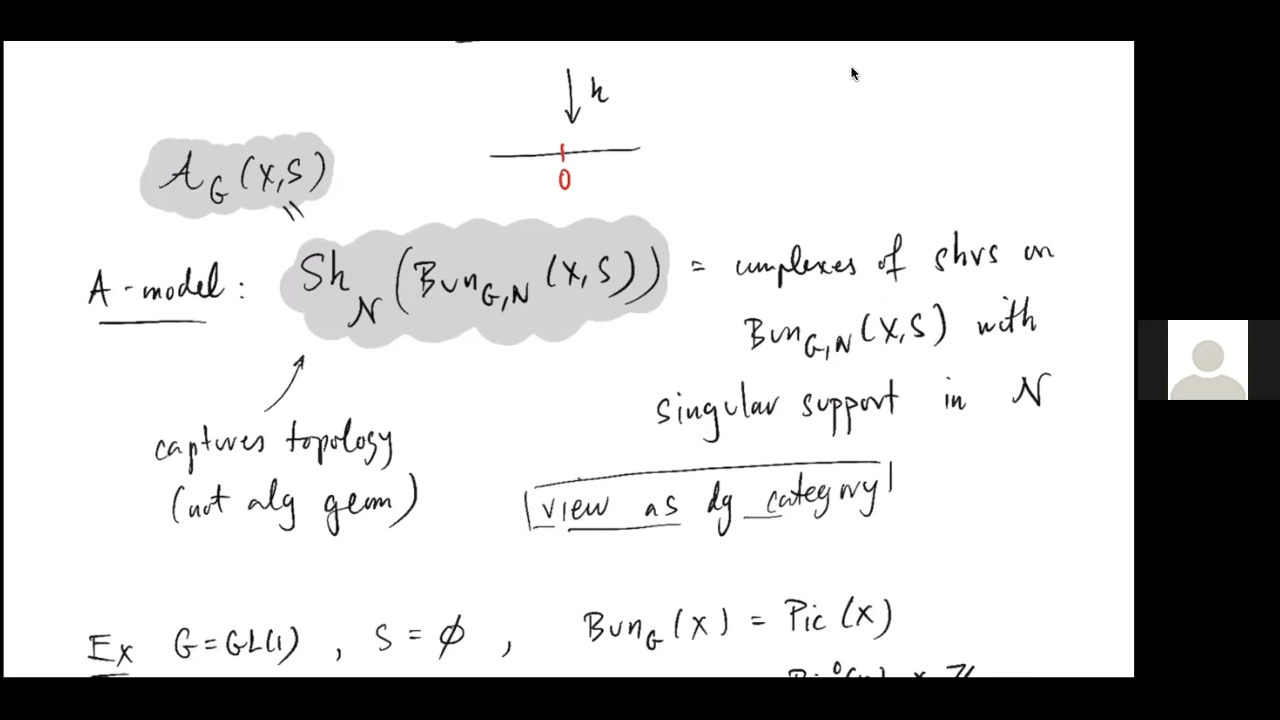 ↓ h
0
A_G (X,S)
||
A-model : Sh_N (Bun_{G,N} (X,S)) = complexes of shvs on
Bun_{G,N} (X,S) with
singular support in N
captures topology
(not alg geom)
view as dg category
Ex G=GL(1) , S = ∅ , Bun_G (X) = Pic (X)